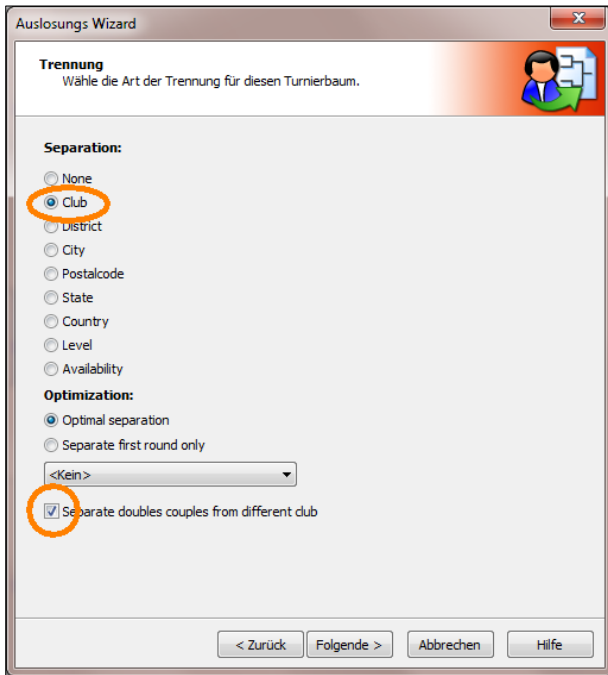 Auslosungs Wizard
Trennung
Wähle die Art der Trennung für diesen Turnierbaum.
Separation:
None
Club
District
City
Postalcode
State
Country
Level
Availability
Optimization:
Optimal separation
Separate first round only
<Kein>
Separate doubles couples from different club
< Zurück
Folgende >
Abbrechen
Hilfe